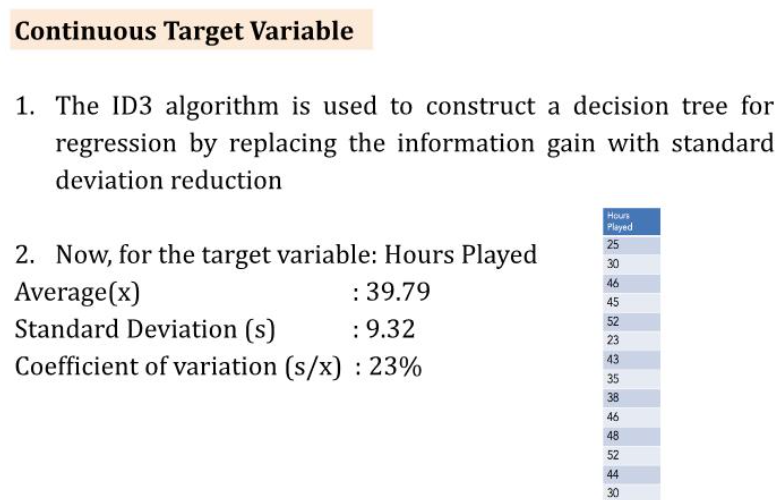 Continuous Target Variable
1. The ID3 algorithm is used to construct a decision tree for
regression by replacing the information gain with standard
deviation reduction
2. Now, for the target variable: Hours Played
Average(x) : 39.79
Standard Deviation (s) : 9.32
Coefficient of variation (s/x) : 23%
Hours
Played
25
30
46
45
52
23
43
35
38
46
48
52
44
30